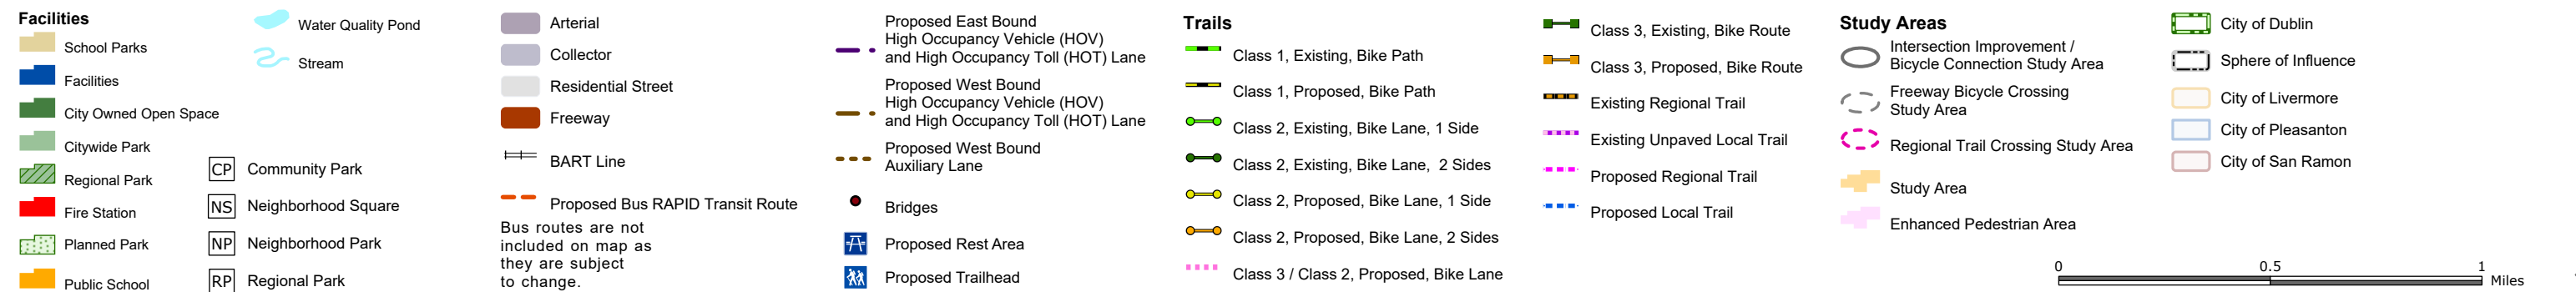 Facilities
School Parks
Facilities
City Owned Open Space
Citywide Park
Regional Park
Fire Station
Planned Park
Public School
Water Quality Pond
Stream
CP Community Park
NS Neighborhood Square
NP Neighborhood Park
RP Regional Park
Arterial
Collector
Residential Street
Freeway
BART Line
Proposed Bus RAPID Transit Route
Bus routes are not
included on map as
they are subject
to change.
Proposed East Bound
High Occupancy Vehicle (HOV)
and High Occupancy Toll (HOT) Lane
Proposed West Bound
High Occupancy Vehicle (HOV)
and High Occupancy Toll (HOT) Lane
Proposed West Bound
Auxiliary Lane
Bridges
Proposed Rest Area
Proposed Trailhead
Trails
Class 1, Existing, Bike Path
Class 1, Proposed, Bike Path
Class 2, Existing, Bike Lane, 1 Side
Class 2, Existing, Bike Lane, 2 Sides
Class 2, Proposed, Bike Lane, 1 Side
Class 2, Proposed, Bike Lane, 2 Sides
Class 3 / Class 2, Proposed, Bike Lane
Class 3, Existing, Bike Route
Class 3, Proposed, Bike Route
Existing Regional Trail
Existing Unpaved Local Trail
Proposed Regional Trail
Proposed Local Trail
Study Areas
Intersection Improvement /
Bicycle Connection Study Area
Freeway Bicycle Crossing
Study Area
Regional Trail Crossing Study Area
Study Area
Enhanced Pedestrian Area
City of Dublin
Sphere of Influence
City of Livermore
City of Pleasanton
City of San Ramon
0 0.5 1
Miles